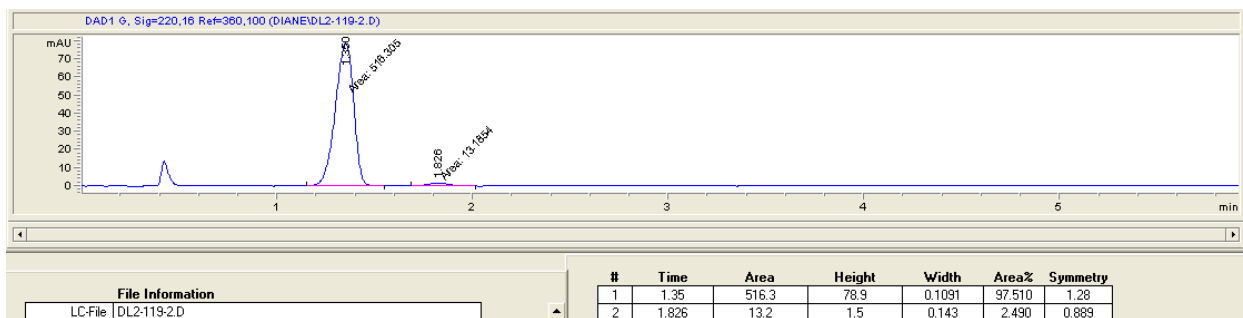 DAD1 G, Sig=220,16 Ref=360,100 (DIANE\DL2-119-2.D)
mAU
70
60
50
40
30
20
10
0
1.350
Area: 516.305
1.826
Area: 13.1854
1 2 3 4 5 min
File Information
LC-File DL2-119-2.D
# Time Area Height Width Area% Symmetry
1 1.35 516.3 78.9 0.1091 97.510 1.28
2 1.826 13.2 1.5 0.143 2.490 0.889